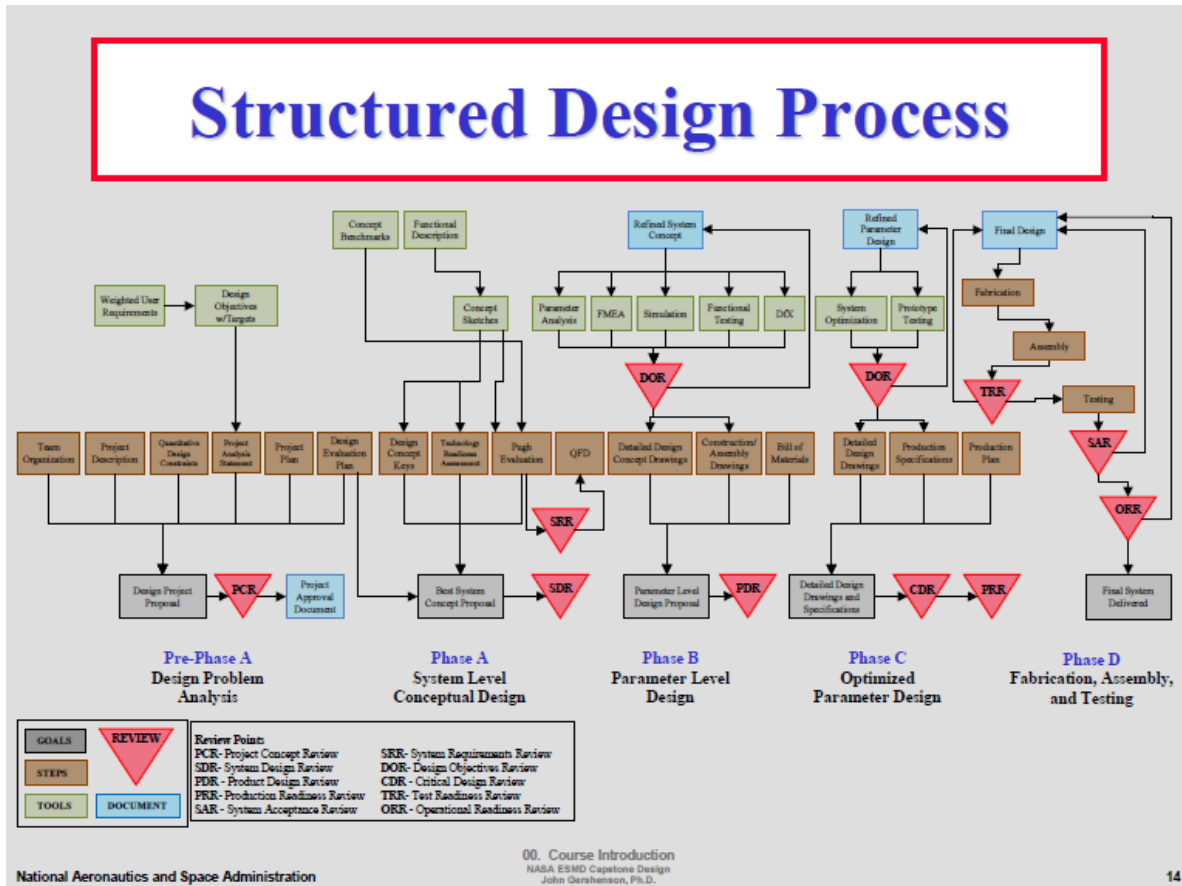 Structured Design Process
Concept
Benchmarks
Functional
Description
Refined System
Concept
Refined
Parameter
Design
Final Design
Weighted User
Requirements
Design
Objectives
w/Targets
Concept
Sketches
Parameter
Analysis
FMEA
Simulation
Functional
Testing
DfX
System
Optimization
Prototype
Testing
Fabrication
Assembly
DOR
DOR
TRR
Testing
Team
Organization
Project
Description
Quantitative
Design
Constraints
Project
Analysis
Statement
Project
Plan
Design
Evaluation
Plan
Design
Concept
Keys
Technology
Readiness
Assessment
Pugh
Evaluation
QFD
Detailed Design
Concept Drawings
Construction/
Assembly
Drawings
Bill of
Materials
Detailed
Design
Drawings
Production
Specifications
Production
Plan
SAR
SRR
ORR
Design Project
Proposal
PCR
Project
Approval
Document
Best System
Concept Proposal
SDR
Parameter Level
Design Proposal
PDR
Detailed Design
Drawings and
Specifications
CDR
PRR
Final System
Delivered
Pre-Phase A
Design Problem
Analysis
Phase A
System Level
Conceptual Design
Phase B
Parameter Level
Design
Phase C
Optimized
Parameter Design
Phase D
Fabrication, Assembly,
and Testing
GOALS
REVIEW
STEPS
TOOLS
DOCUMENT
Review Points
PCR- Project Concept Review
SRR- System Requirements Review
SDR- System Design Review
DOR- Design Objectives Review
PDR - Product Design Review
CDR - Critical Design Review
PRR- Production Readiness Review
TRR- Test Readiness Review
SAR - System Acceptance Review
ORR- Operational Readiness Review
National Aeronautics and Space Administration
00. Course Introduction
NASA ESMD Capstone Design
John Gershenson, Ph.D.
14